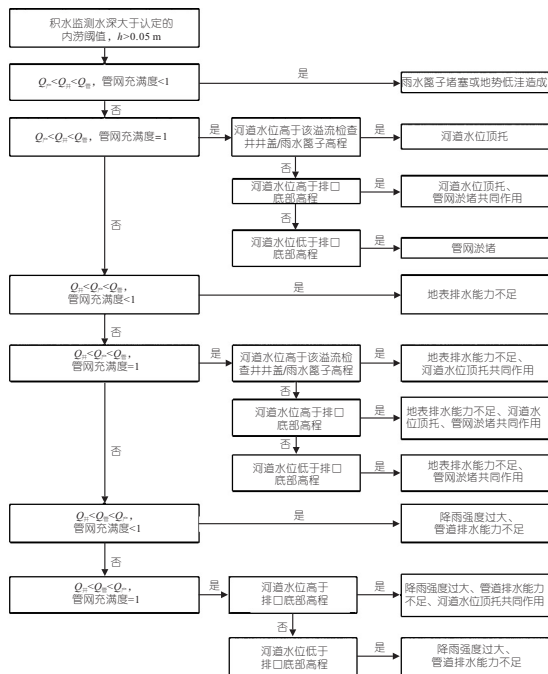 积水监测水深大于认定的
内涝阈值，h>0.05 m
Q产<Q井<Q管，管网充满度<1
是
雨水篦子堵塞或地势低洼造成
否
Q产<Q井<Q管，管网充满度=1
是
河道水位高于该溢流检查
井井盖/雨水篦子高程
是
河道水位顶托
否
河道水位高于排口
底部高程
是
河道水位顶托、
管网淤堵共同作用
否
否
河道水位低于排口
底部高程
是
管网淤堵
Q井<Q产<Q管，
管网充满度<1
是
地表排水能力不足
否
Q井<Q产<Q管，
管网充满度=1
是
河道水位高于该溢流检
查井井盖/雨水篦子高程
是
地表排水能力不足、
河道水位顶托共同作用
否
河道水位高于排口
底部高程
是
地表排水能力不足、河道水
位顶托、管网淤堵共同作用
否
否
河道水位低于排口
底部高程
是
地表排水能力不足、
管网淤堵共同作用
Q井<Q管<Q产，
管网充满度<1
是
降雨强度过大、
管道排水能力不足
否
Q井<Q管<Q产，
管网充满度=1
是
河道水位高于
排口底部高程
是
降雨强度过大、管道排水能力
不足、河道水位顶托共同作用
否
河道水位低于
排口底部高程
是
降雨强度过大、
管道排水能力不足